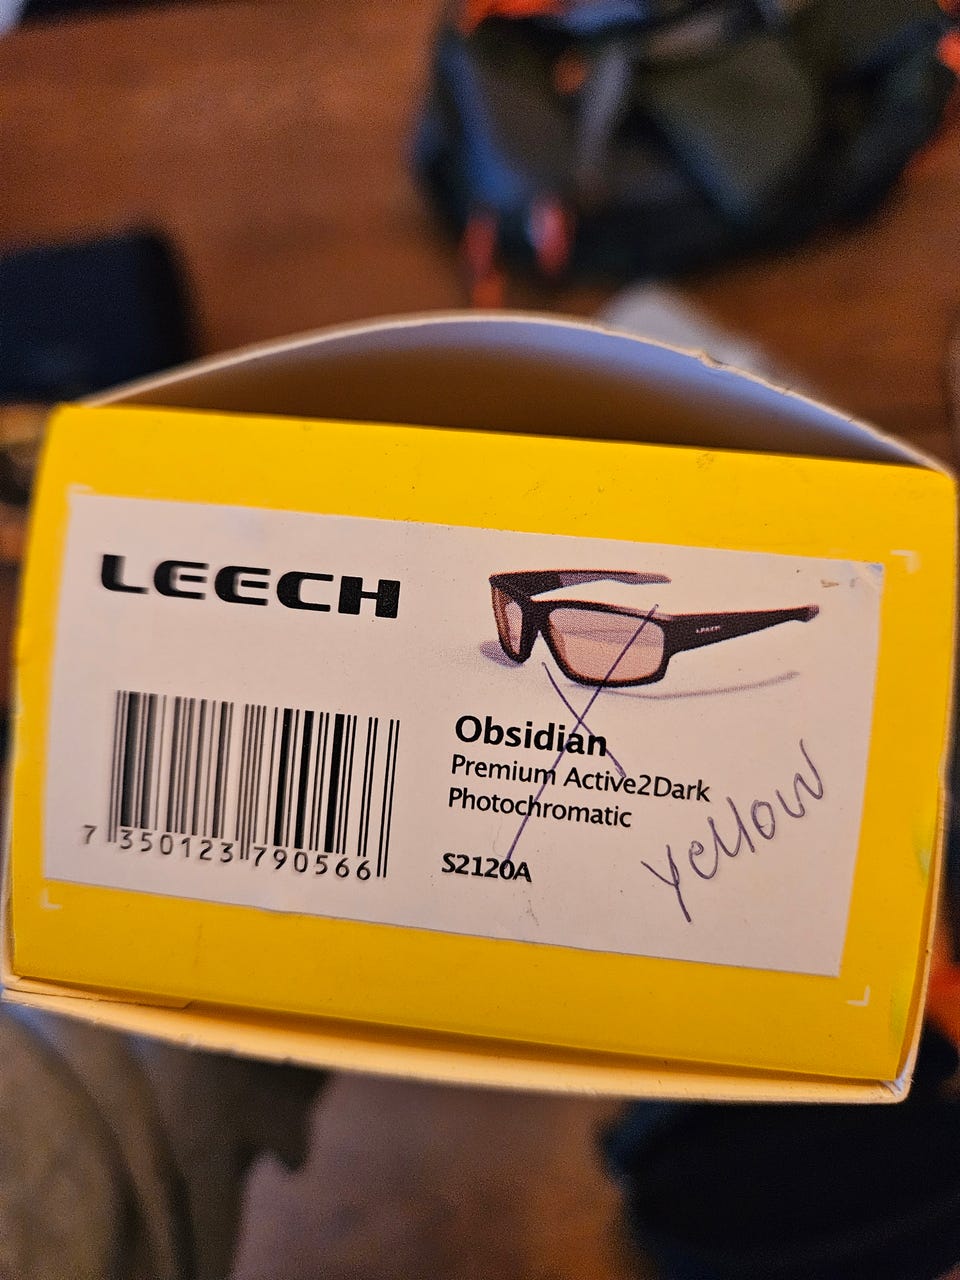 LEECH
Obsidian
Premium Active2Dark
Photochromatic
S2120A
7 350123 790566
Yellow